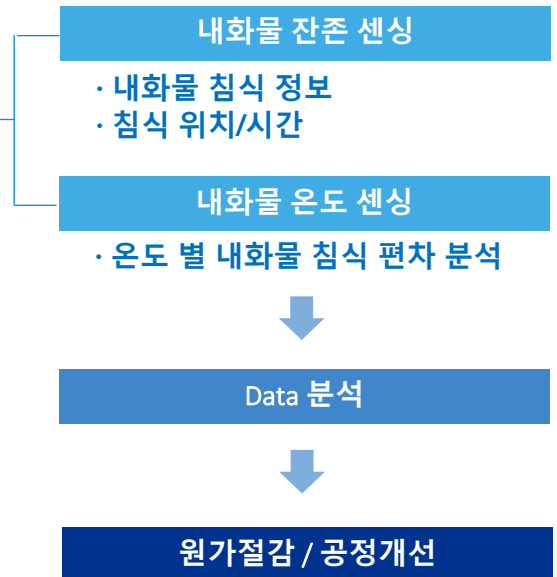 내화물 잔존 센싱
· 내화물 침식 정보
· 침식 위치/시간
내화물 온도 센싱
· 온도 별 내화물 침식 편차 분석
Data 분석
원가절감 / 공정개선